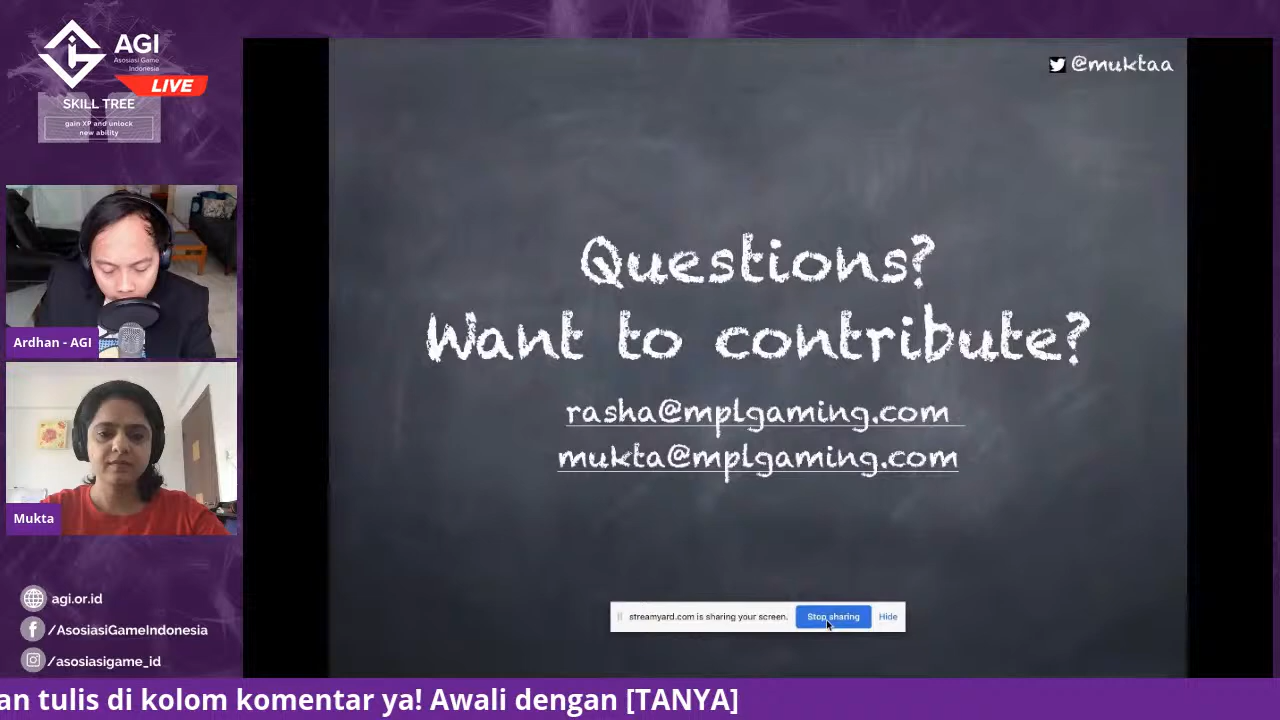 AGI
Asosiasi Game
Indonesia
LIVE
SKILL TREE
gain XP and unlock
new ability
@muktaa
Questions?
Want to contribute?
rasha@mplgaming.com
mukta@mplgaming.com
Ardhan - AGI
Mukta
streamyard.com is sharing your screen.
Stop sharing
Hide
agi.or.id
/AsosiasiGameIndonesia
/asosiasigame_id
an tulis di kolom komentar ya! Awali dengan [TANYA]